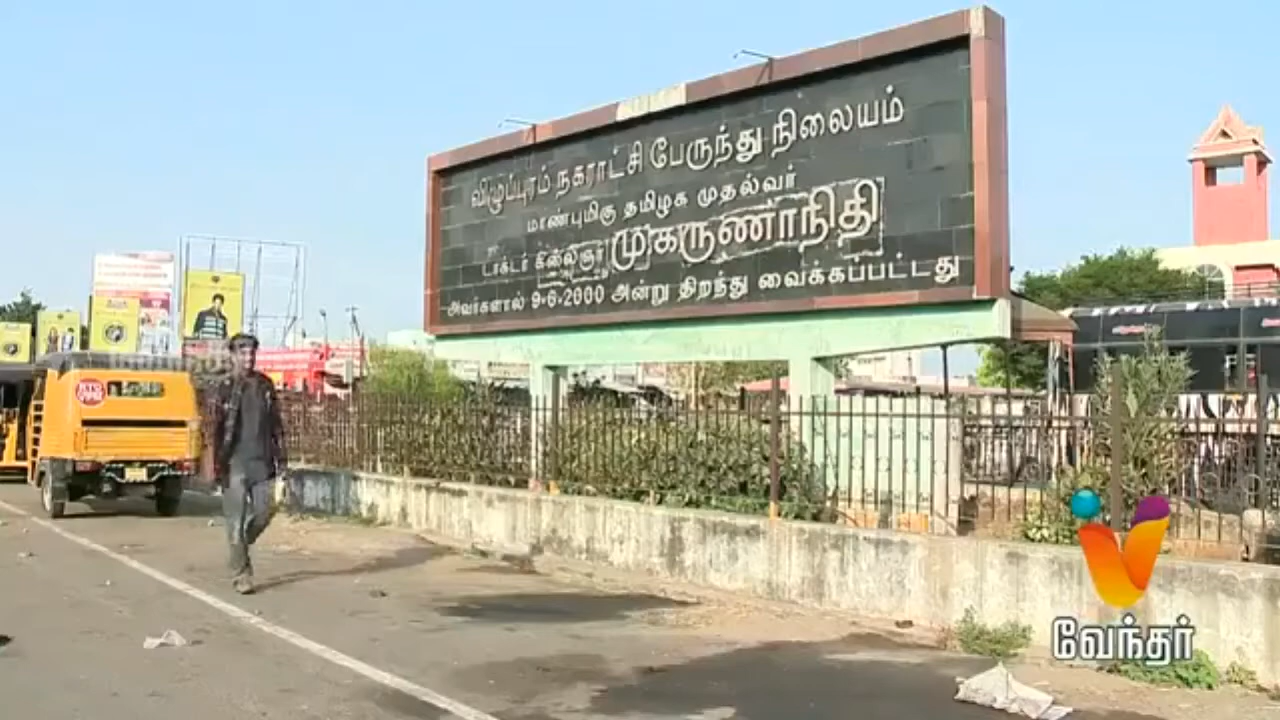 விழுப்புரம் நகராட்சி பேருந்து நிலையம்
மாண்புமிகு தமிழக முதல்வர்
டாக்டர் கலைஞர் மு.கருணாநிதி
அவர்களால் 9-6-2000 அன்று திறந்து வைக்கப்பட்டது
வேந்தர்